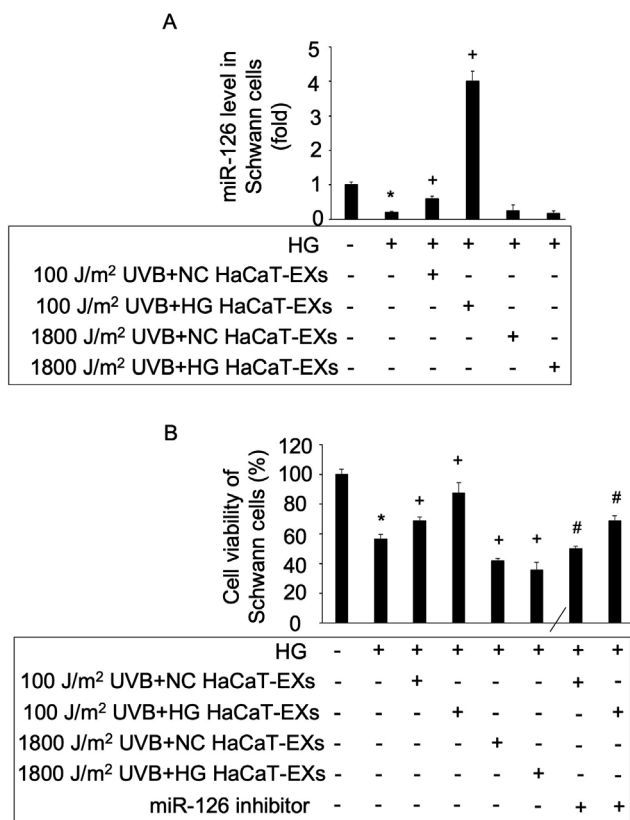 A
miR-126 level in
Schwann cells
(fold)
5
4
3
2
1
0
*
+
+
HG - + + + + +
100 J/m² UVB+NC HaCaT-EXs - - + - - -
100 J/m² UVB+HG HaCaT-EXs - - - + - -
1800 J/m² UVB+NC HaCaT-EXs - - - - + -
1800 J/m² UVB+HG HaCaT-EXs - - - - - +
B
Cell viability of
Schwann cells (%)
120
100
80
60
40
20
0
* + + + + # #
HG - + + + + + + +
100 J/m² UVB+NC HaCaT-EXs - - + - - - + -
100 J/m² UVB+HG HaCaT-EXs - - - + - - - +
1800 J/m² UVB+NC HaCaT-EXs - - - - + - - -
1800 J/m² UVB+HG HaCaT-EXs - - - - - + - -
miR-126 inhibitor - - - - - - + +